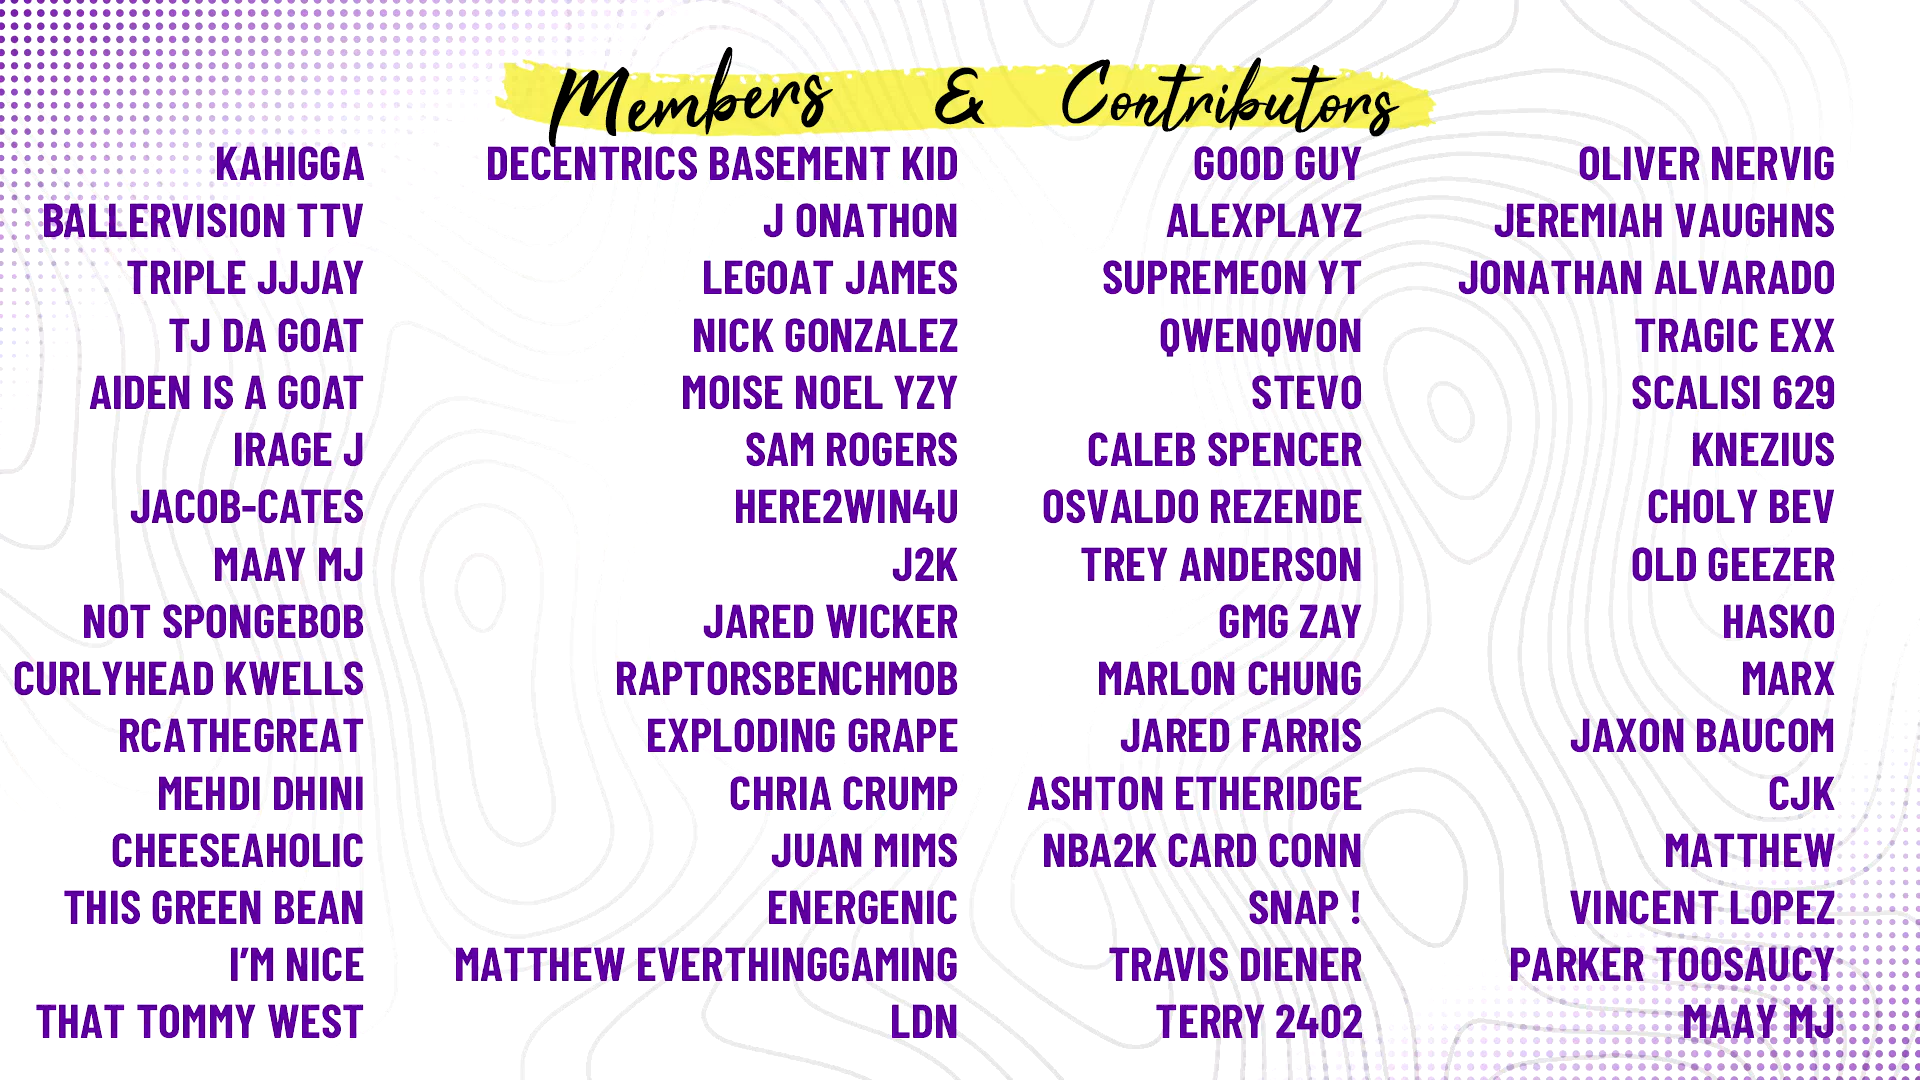 Members & Contributors
KAHIGGA
BALLERVISION TTV
TRIPLE JJJAY
TJ DA GOAT
AIDEN IS A GOAT
IRAGE J
JACOB-CATES
MAAY MJ
NOT SPONGEBOB
CURLYHEAD KWELLS
RCATHEGREAT
MEHDI DHINI
CHEESEAHOLIC
THIS GREEN BEAN
I'M NICE
THAT TOMMY WEST
DECENTRICS BASEMENT KID
J ONATHON
LEGOAT JAMES
NICK GONZALEZ
MOISE NOEL YZY
SAM ROGERS
HERE2WIN4U
J2K
JARED WICKER
RAPTORSBENCHMOB
EXPLODING GRAPE
CHRIA CRUMP
JUAN MIMS
ENERGENIC
MATTHEW EVERTHINGGAMING
LDN
GOOD GUY
ALEXPLAYZ
SUPREMEON YT
QWENQWON
STEVO
CALEB SPENCER
OSVALDO REZENDE
TREY ANDERSON
GMG ZAY
MARLON CHUNG
JARED FARRIS
ASHTON ETHERIDGE
NBA2K CARD CONN
SNAP !
TRAVIS DIENER
TERRY 2402
OLIVER NERVIG
JEREMIAH VAUGHNS
JONATHAN ALVARADO
TRAGIC EXX
SCALISI 629
KNEZIUS
CHOLY BEV
OLD GEEZER
HASKO
MARX
JAXON BAUCOM
CJK
MATTHEW
VINCENT LOPEZ
PARKER TOOSAUCY
MAAY MJ